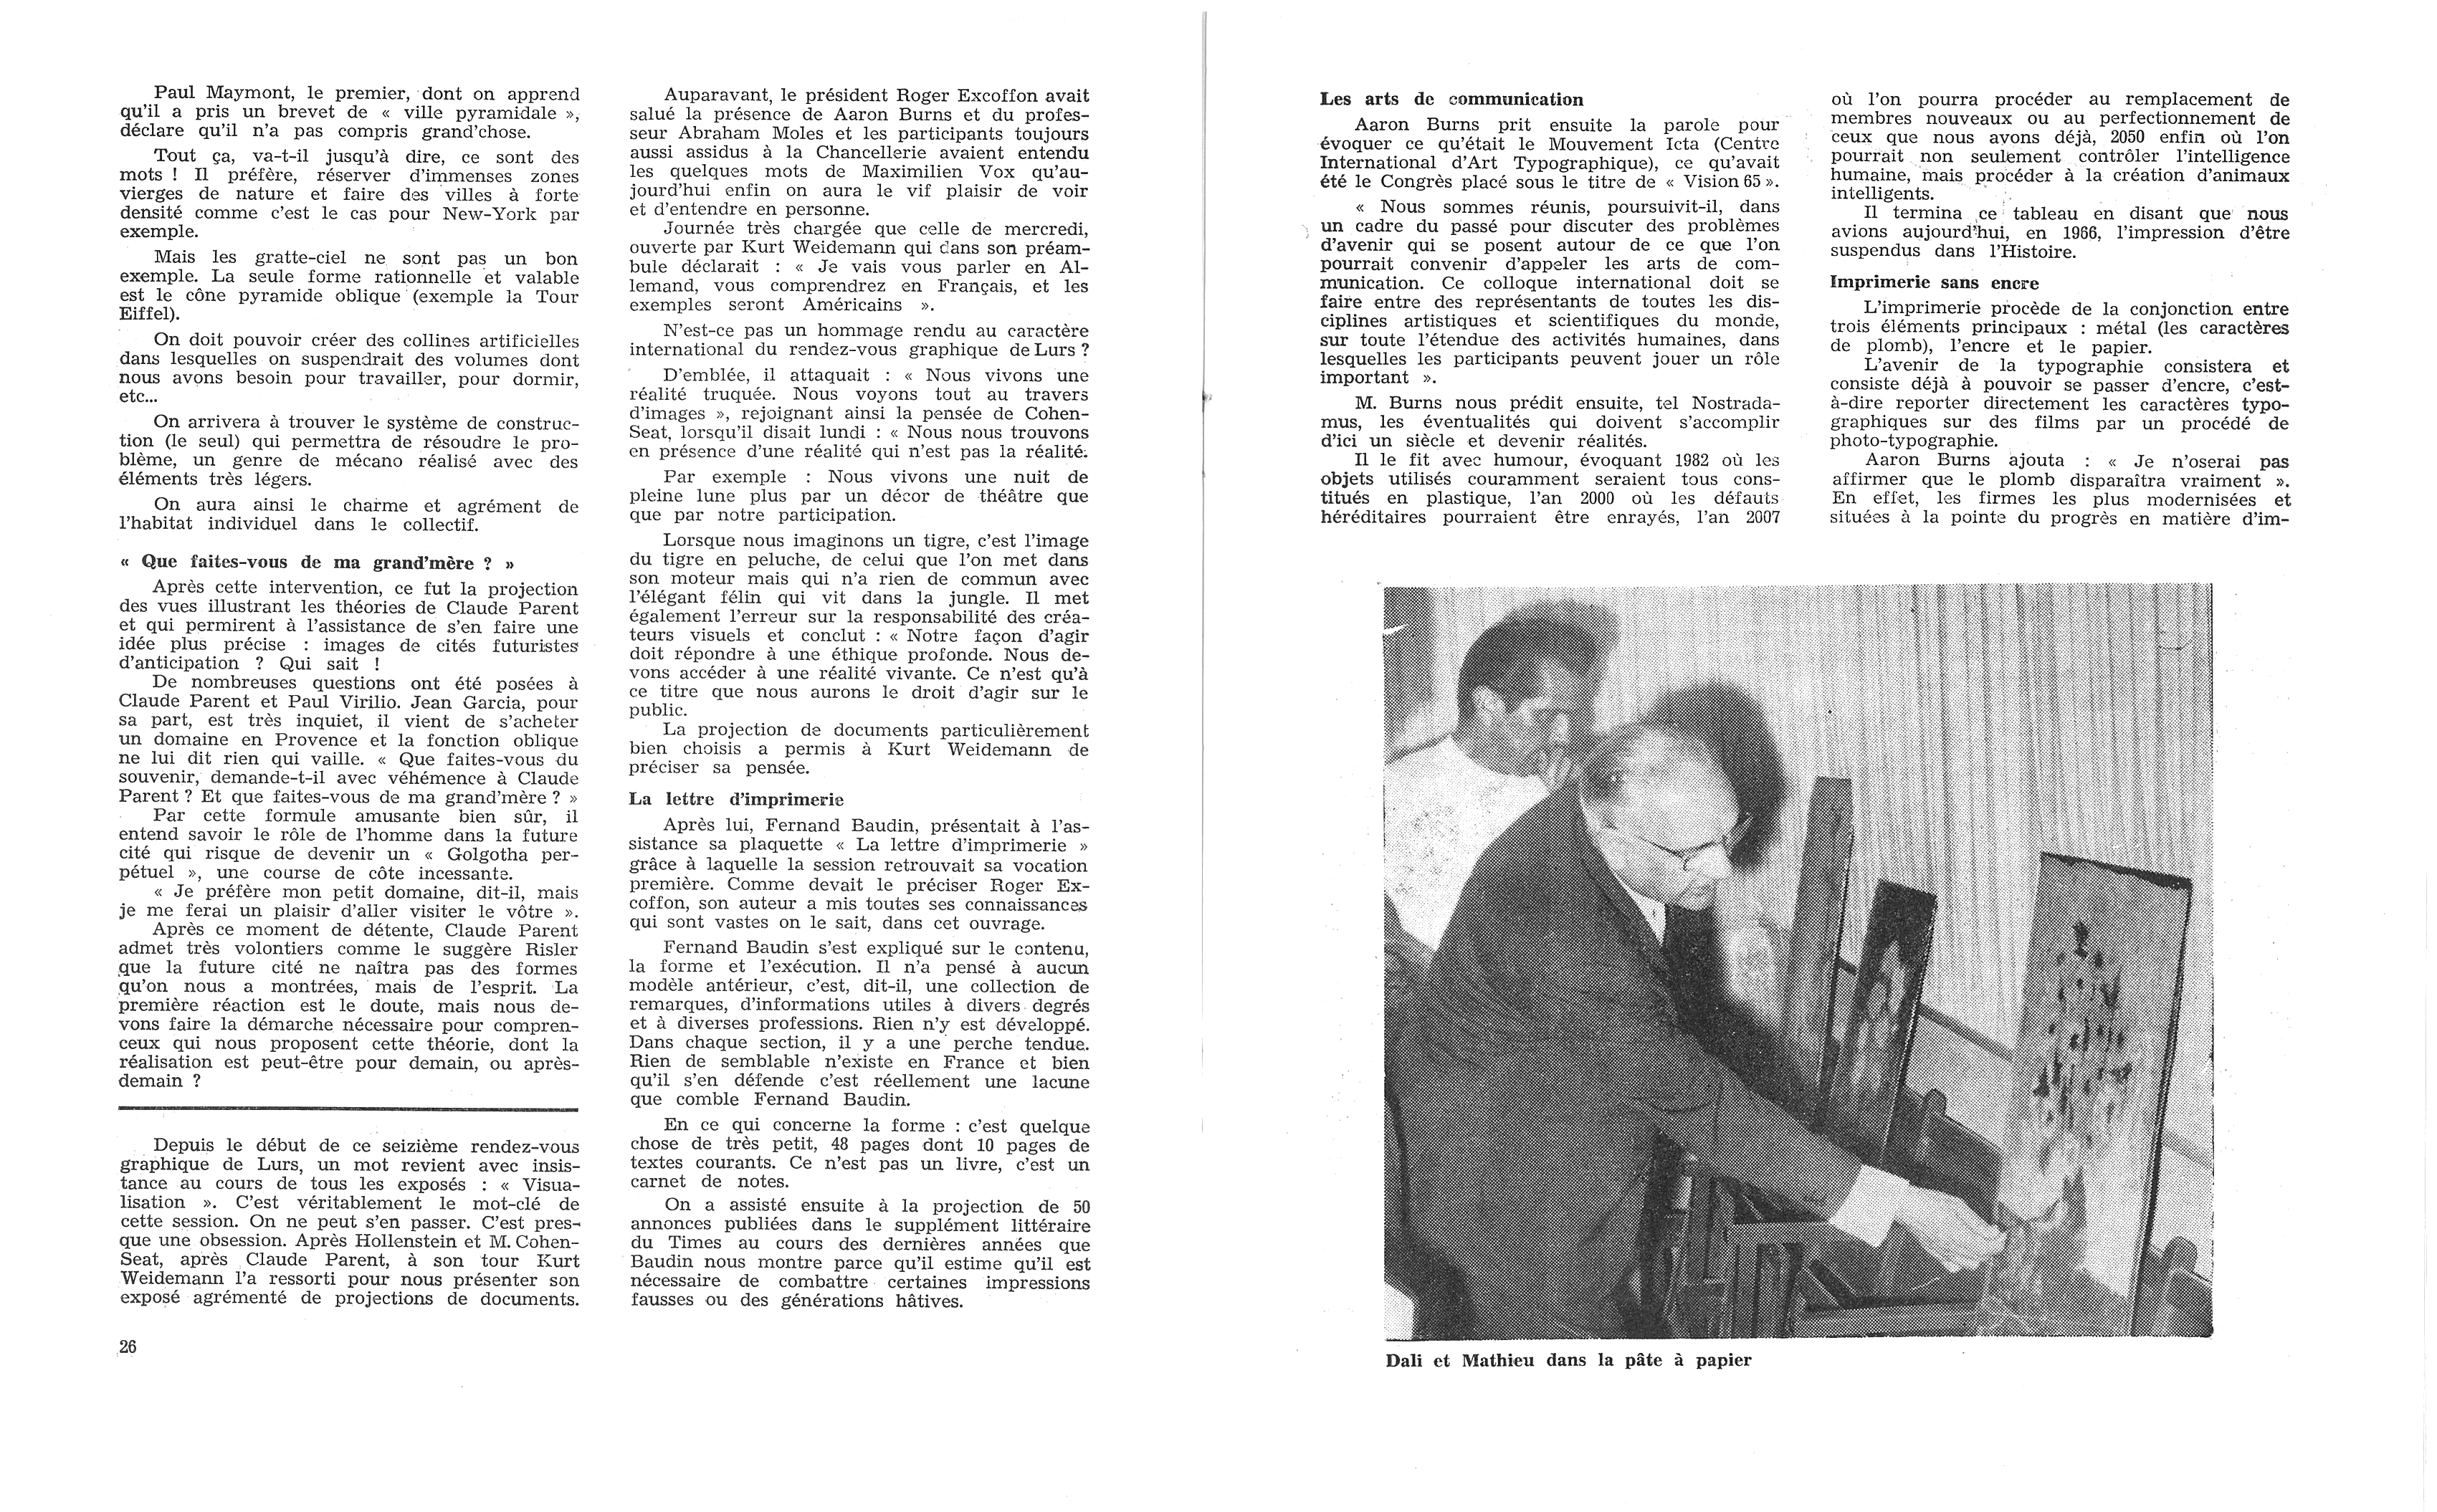 Paul Maymont, le premier, dont on apprend
qu'il a pris un brevet de « ville pyramidale »,
déclare qu'il n'a pas compris grand'chose.
Tout ça, va-t-il jusqu'à dire, ce sont des
mots ! Il préfère, réserver d'immenses zones
vierges de nature et faire des villes à forte
densité comme c'est le cas pour New-York par
exemple.
Mais les gratte-ciel ne sont pas un bon
exemple. La seule forme rationnelle et valable
est le cône pyramide oblique (exemple la Tour
Eiffel).
On doit pouvoir créer des collines artificielles
dans lesquelles on suspendrait des volumes dont
nous avons besoin pour travailler, pour dormir,
etc...
On arrivera à trouver le système de construc-
tion (le seul) qui permettra de résoudre le pro-
blème, un genre de mécano réalisé avec des
éléments très légers.
On aura ainsi le charme et agrément de
l'habitat individuel dans le collectif.
« Que faites-vous de ma grand'mère ? »
Après cette intervention, ce fut la projection
des vues illustrant les théories de Claude Parent
et qui permirent à l'assistance de s'en faire une
idée plus précise : images de cités futuristes
d'anticipation ? Qui sait !
De nombreuses questions ont été posées à
Claude Parent et Paul Virilio. Jean Garcia, pour
sa part, est très inquiet, il vient de s'acheter
un domaine en Provence et la fonction oblique
ne lui dit rien qui vaille. « Que faites-vous du
souvenir, demande-t-il avec véhémence à Claude
Parent ? Et que faites-vous de ma grand'mère ? »
Par cette formule amusante bien sûr, il
entend savoir le rôle de l'homme dans la future
cité qui risque de devenir un « Golgotha per-
pétuel », une course de côte incessante.
« Je préfère mon petit domaine, dit-il, mais
je me ferai un plaisir d'aller visiter le vôtre ».
Après ce moment de détente, Claude Parent
admet très volontiers comme le suggère Risler
que la future cité ne naîtra pas des formes
qu'on nous a montrées, mais de l'esprit. La
première réaction est le doute, mais nous de-
vons faire la démarche nécessaire pour compren-
ceux qui nous proposent cette théorie, dont la
réalisation est peut-être pour demain, ou après-
demain ?
Depuis le début de ce seizième rendez-vous
graphique de Lurs, un mot revient avec insis-
tance au cours de tous les exposés : « Visua-
lisation ». C'est véritablement le mot-clé de
cette session. On ne peut s'en passer. C'est pres-
que une obsession. Après Hollenstein et M. Cohen-
Seat, après Claude Parent, à son tour Kurt
Weidemann l'a ressorti pour nous présenter son
exposé agrémenté de projections de documents.
26
Auparavant, le président Roger Excoffon avait
salué la présence de Aaron Burns et du profes-
seur Abraham Moles et les participants toujours
aussi assidus à la Chancellerie avaient entendu
les quelques mots de Maximilien Vox qu'au-
jourd'hui enfin on aura le vif plaisir de voir
et d'entendre en personne.
Journée très chargée que celle de mercredi,
ouverte par Kurt Weidemann qui dans son préam-
bule déclarait : « Je vais vous parler en Al-
lemand, vous comprendrez en Français, et les
exemples seront Américains ».
N'est-ce pas un hommage rendu au caractère
international du rendez-vous graphique de Lurs ?
D'emblée, il attaquait : « Nous vivons une
réalité truquée. Nous voyons tout au travers
d'images », rejoignant ainsi la pensée de Cohen-
Seat, lorsqu'il disait lundi : « Nous nous trouvons
en présence d'une réalité qui n'est pas la réalité.
Par exemple : Nous vivons une nuit de
pleine lune plus par un décor de théâtre que
que par notre participation.
Lorsque nous imaginons un tigre, c'est l'image
du tigre en peluche, de celui que l'on met dans
son moteur mais qui n'a rien de commun avec
l'élégant félin qui vit dans la jungle. Il met
également l'erreur sur la responsabilité des créa-
teurs visuels et conclut : « Notre façon d'agir
doit répondre à une éthique profonde. Nous de-
vons accéder à une réalité vivante. Ce n'est qu'à
ce titre que nous aurons le droit d'agir sur le
public.
La projection de documents particulièrement
bien choisis a permis à Kurt Weidemann de
préciser sa pensée.
La lettre d'imprimerie
Après lui, Fernand Baudin, présentait à l'as-
sistance sa plaquette « La lettre d'imprimerie »
grâce à laquelle la session retrouvait sa vocation
première. Comme devait le préciser Roger Ex-
coffon, son auteur a mis toutes ses connaissances
qui sont vastes on le sait, dans cet ouvrage.
Fernand Baudin s'est expliqué sur le contenu,
la forme et l'exécution. Il n'a pensé à aucun
modèle antérieur, c'est, dit-il, une collection de
remarques, d'informations utiles à divers degrés
et à diverses professions. Rien n'y est développé.
Dans chaque section, il y a une perche tendue.
Rien de semblable n'existe en France et bien
qu'il s'en défende c'est réellement une lacune
que comble Fernand Baudin.
En ce qui concerne la forme : c'est quelque
chose de très petit, 48 pages dont 10 pages de
textes courants. Ce n'est pas un livre, c'est un
carnet de notes.
On a assisté ensuite à la projection de 50
annonces publiées dans le supplément littéraire
du Times au cours des dernières années que
Baudin nous montre parce qu'il estime qu'il est
nécessaire de combattre certaines impressions
fausses ou des générations hâtives.
Les arts de communication
Aaron Burns prit ensuite la parole pour
évoquer ce qu'était le Mouvement Icta (Centre
International d'Art Typographique), ce qu'avait
été le Congrès placé sous le titre de « Vision 65 ».
« Nous sommes réunis, poursuivit-il, dans
un cadre du passé pour discuter des problèmes
d'avenir qui se posent autour de ce que l'on
pourrait convenir d'appeler les arts de com-
munication. Ce colloque international doit se
faire entre des représentants de toutes les dis-
ciplines artistiques et scientifiques du monde,
sur toute l'étendue des activités humaines, dans
lesquelles les participants peuvent jouer un rôle
important ».
M. Burns nous prédit ensuite, tel Nostrada-
mus, les éventualités qui doivent s'accomplir
d'ici un siècle et devenir réalités.
Il le fit avec humour, évoquant 1982 où les
objets utilisés couramment seraient tous cons-
titués en plastique, l'an 2000 où les défauts
héréditaires pourraient être enrayés, l'an 2007
où l'on pourra procéder au remplacement de
membres nouveaux ou au perfectionnement de
ceux que nous avons déjà, 2050 enfin où l'on
pourrait non seulement contrôler l'intelligence
humaine, mais procéder à la création d'animaux
intelligents.
Il termina ce tableau en disant que nous
avions aujourd'hui, en 1966, l'impression d'être
suspendus dans l'Histoire.
Imprimerie sans encre
L'imprimerie procède de la conjonction entre
trois éléments principaux : métal (les caractères
de plomb), l'encre et le papier.
L'avenir de la typographie consistera et
consiste déjà à pouvoir se passer d'encre, c'est-
à-dire reporter directement les caractères typo-
graphiques sur des films par un procédé de
photo-typographie.
Aaron Burns ajouta : « Je n'oserai pas
affirmer que le plomb disparaîtra vraiment ».
En effet, les firmes les plus modernisées et
situées à la pointe du progrès en matière d'im-
Dali et Mathieu dans la pâte à papier